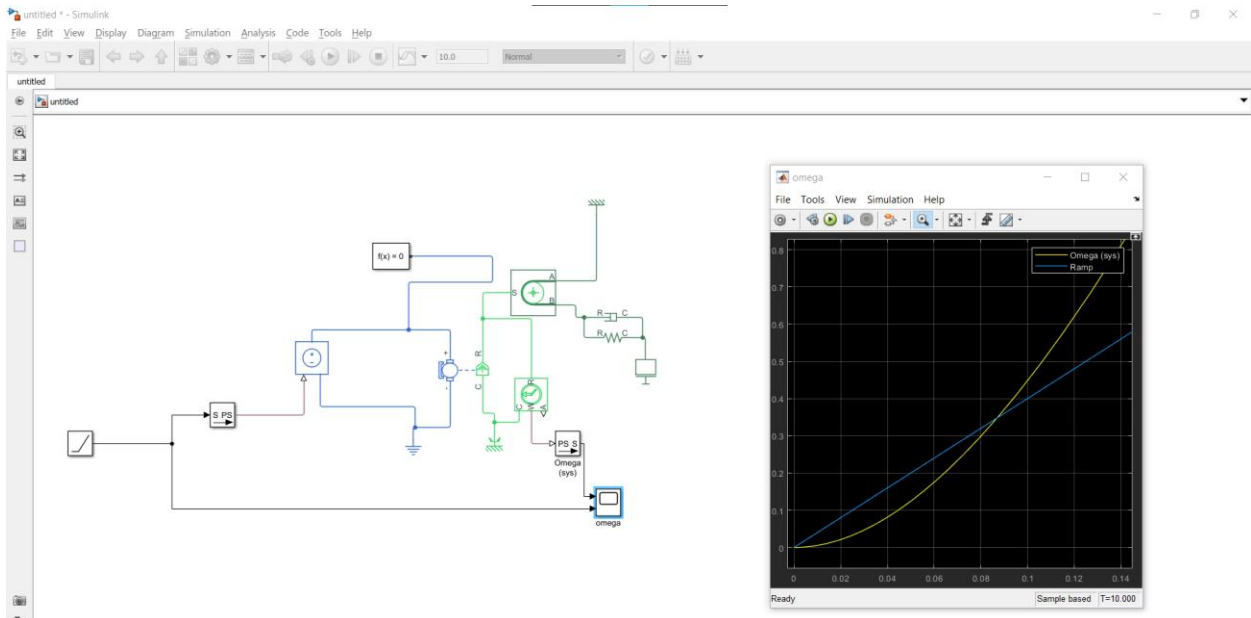 untitled * - Simulink
File Edit View Display Diagram Simulation Analysis Code Tools Help
10.0 Normal
untitled
untitled
f(x) = 0
S PS
+
-
R
C
S
A
B
R C
R C
C W R A
PS S
Omega
(sys)
omega
omega
File Tools View Simulation Help
Omega (sys)
Ramp
0.8
0.7
0.6
0.5
0.4
0.3
0.2
0.1
0
0 0.02 0.04 0.06 0.08 0.1 0.12 0.14
Ready Sample based T=10.000